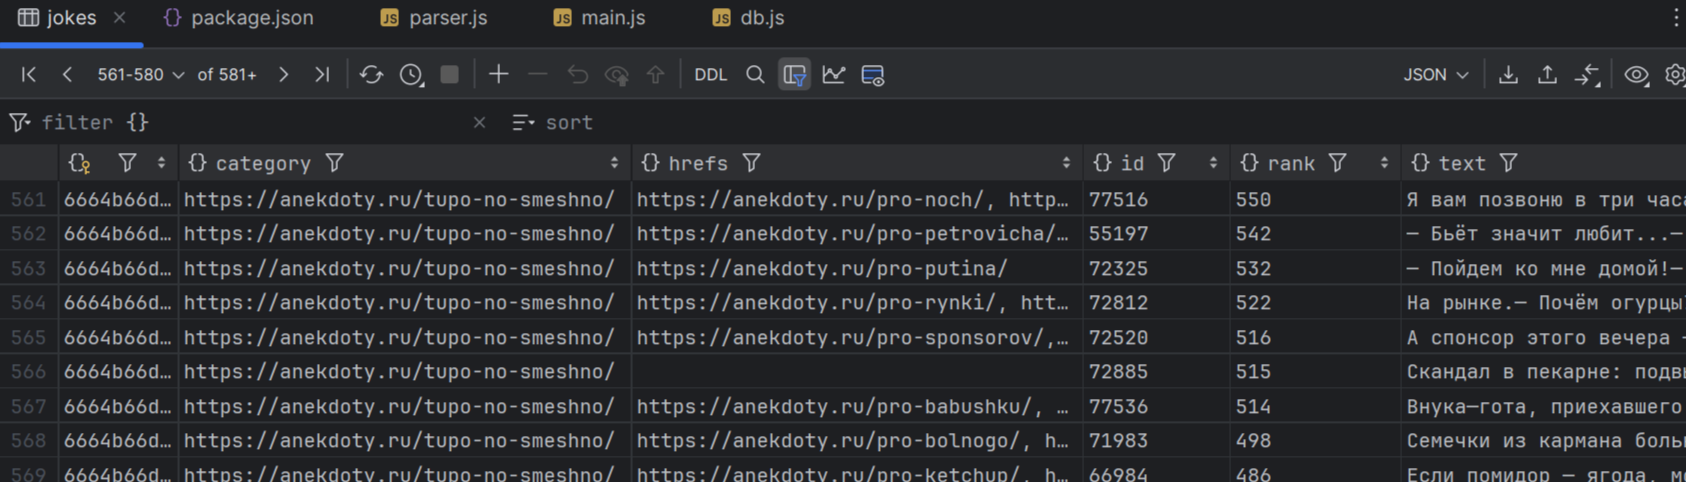 jokes × {} package.json JS parser.js JS main.js JS db.js
561-580 of 581+ DDL JSON
filter {} × sort
{} {} category {} hrefs {} id {} rank {} text
561 6664b66d… https://anekdoty.ru/tupo-no-smeshno/ https://anekdoty.ru/pro-noch/, http… 77516 550 Я вам позвоню в три
562 6664b66d… https://anekdoty.ru/tupo-no-smeshno/ https://anekdoty.ru/pro-petrovicha/… 55197 542 — Бьёт значит любит...—
563 6664b66d… https://anekdoty.ru/tupo-no-smeshno/ https://anekdoty.ru/pro-putina/ 72325 532 — Пойдем ко мне домой!—
564 6664b66d… https://anekdoty.ru/tupo-no-smeshno/ https://anekdoty.ru/pro-rynki/, htt… 72812 522 На рынке.— Почём огурцы
565 6664b66d… https://anekdoty.ru/tupo-no-smeshno/ https://anekdoty.ru/pro-sponsorov/,… 72520 516 А спонсор этого вечера
566 6664b66d… https://anekdoty.ru/tupo-no-smeshno/ 72885 515 Скандал в пекарне:
567 6664b66d… https://anekdoty.ru/tupo-no-smeshno/ https://anekdoty.ru/pro-babushku/, … 77536 514 Внука—гота, приехавшего
568 6664b66d… https://anekdoty.ru/tupo-no-smeshno/ https://anekdoty.ru/pro-bolnogo/, h… 71983 498 Семечки из кармана
569 6664b66d… https://anekdoty.ru/tupo-no-smeshno/ https://anekdoty.ru/pro-ketchup/, h… 66984 486 Если помидор — ягода,